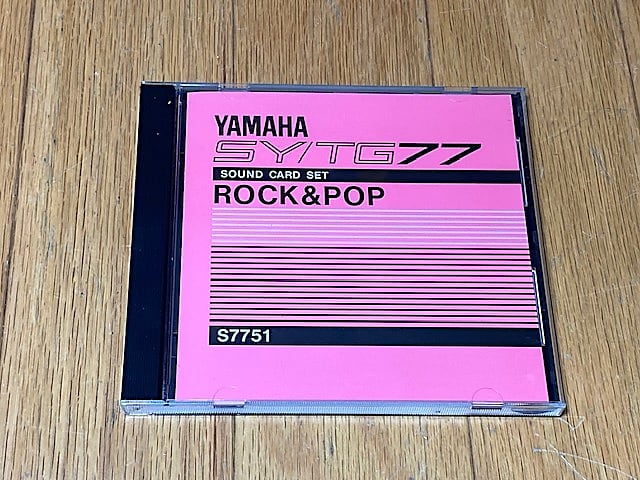 YAMAHA
SY/TG77
SOUND CARD SET
ROCK&POP
S7751